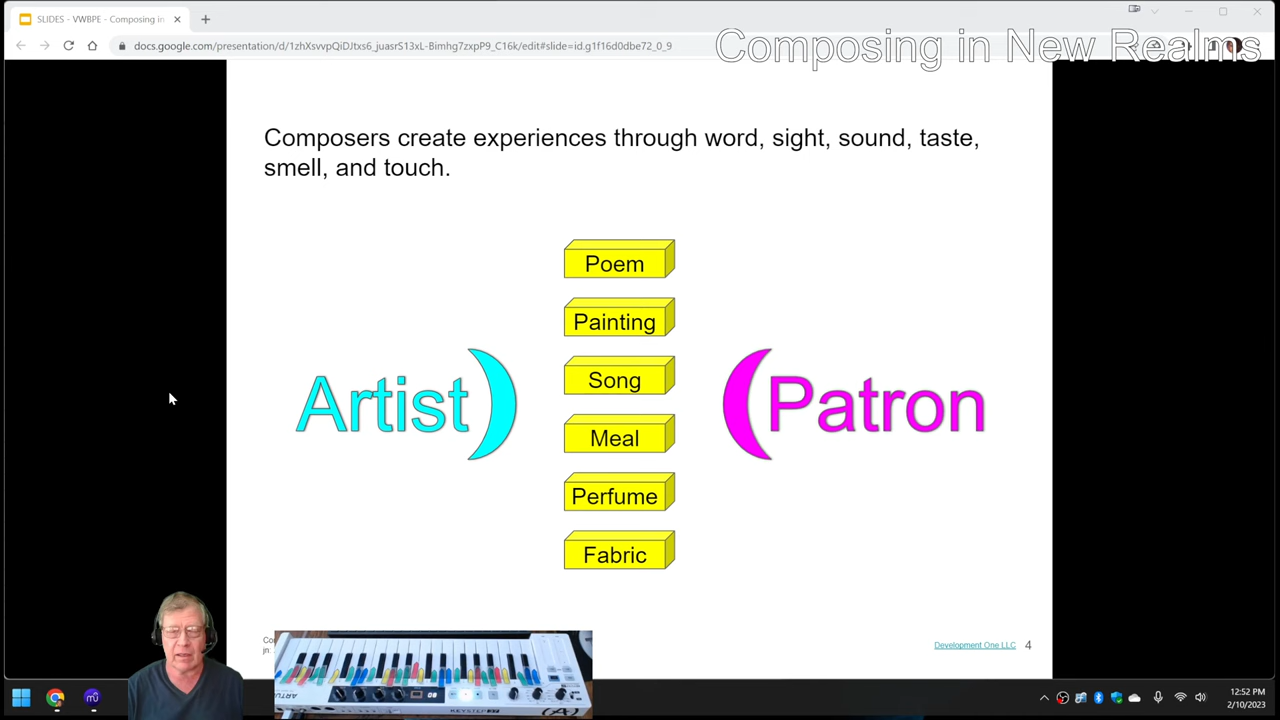 SLIDES - VWBPE - Composing in
docs.google.com/presentation/d/1zhXsvvpQiDJtxs6_juasrS13xL-Bimhg7zxpP9_C16k/edit#slide=id.g1f16d0dbe72_0_9
Composing in New Realms
Composers create experiences through word, sight, sound, taste,
smell, and touch.
Poem
Painting
Song
Meal
Perfume
Fabric
Artist
Patron
Development One LLC
4
ARTURIA
KEYSTEP
12:52 PM
2/10/2023